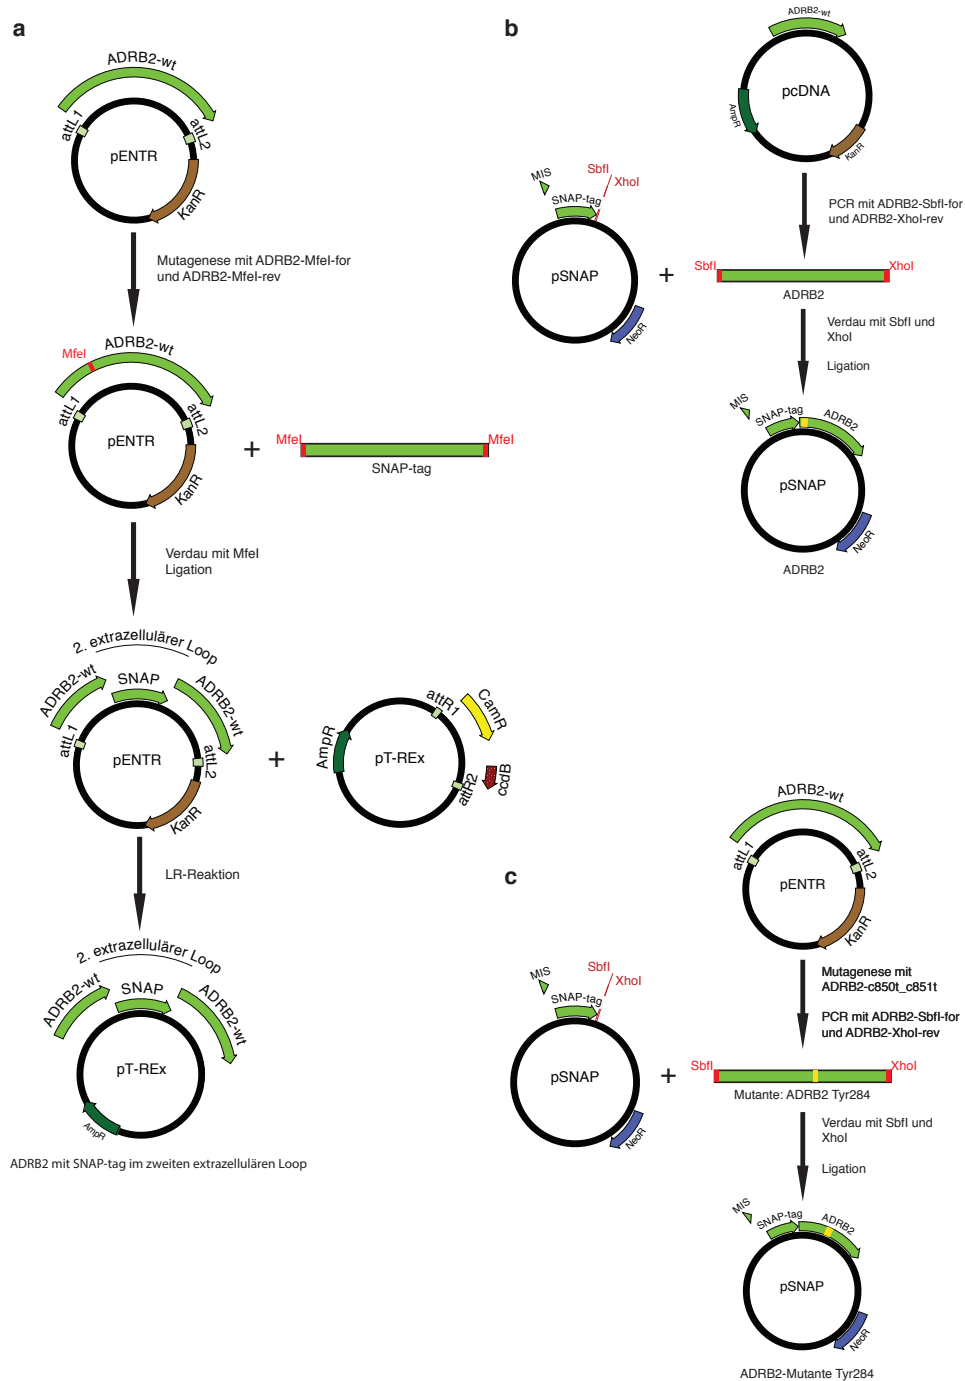 a
ADRB2-wt
attL1
attL2
pENTR
KanR
Mutagenese mit ADRB2-MfeI-for
und ADRB2-MfeI-rev
ADRB2-wt
MfeI
attL1
attL2
pENTR
KanR
+
MfeI
MfeI
SNAP-tag
Verdau mit MfeI
Ligation
2. extrazellulärer Loop
ADRB2-wt
SNAP
ADRB2-wt
attL1
attL2
pENTR
KanR
+
attR1
CamR
AmpR
pT-REx
attR2
ccdB
LR-Reaktion
2. extrazellulärer Loop
ADRB2-wt
SNAP
ADRB2-wt
pT-REx
AmpR
ADRB2 mit SNAP-tag im zweiten extrazellulären Loop
b
ADRB2-wt
pcDNA
AmpR
KanR
MIS
SbfI
XhoI
SNAP-tag
pSNAP
NeoR
+
PCR mit ADRB2-SbfI-for
und ADRB2-XhoI-rev
SbfI
XhoI
ADRB2
Verdau mit SbfI und
XhoI
Ligation
MIS
SNAP-tag
ADRB2
pSNAP
NeoR
ADRB2
c
ADRB2-wt
attL1
attL2
pENTR
KanR
Mutagenese mit
ADRB2-c850t_c851t
PCR mit ADRB2-SbfI-for
und ADRB2-XhoI-rev
MIS
SbfI
XhoI
SNAP-tag
pSNAP
NeoR
+
SbfI
XhoI
Mutante: ADRB2 Tyr284
Verdau mit SbfI und
XhoI
Ligation
MIS
SNAP-tag
ADRB2
pSNAP
NeoR
ADRB2-Mutante Tyr284